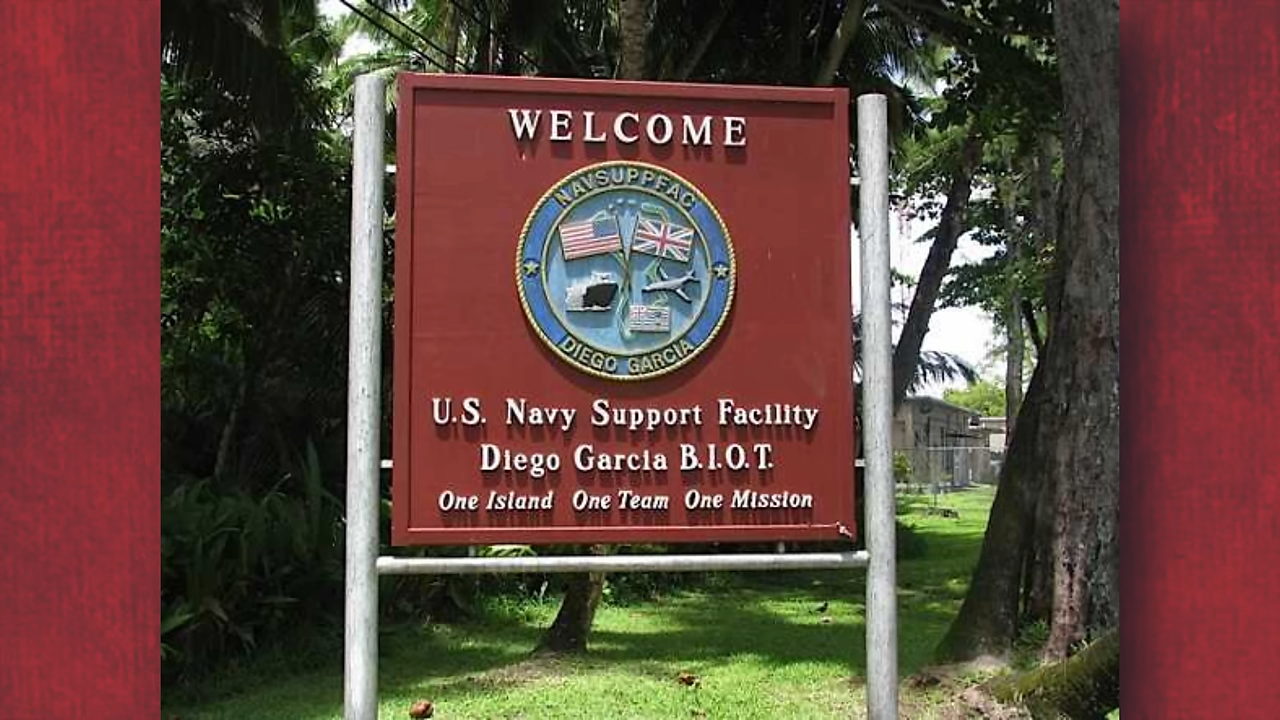 WELCOME
NAVSUPPFAC
DIEGO GARCIA
U.S. Navy Support Facility
Diego Garcia B.I.O.T.
One Island One Team One Mission